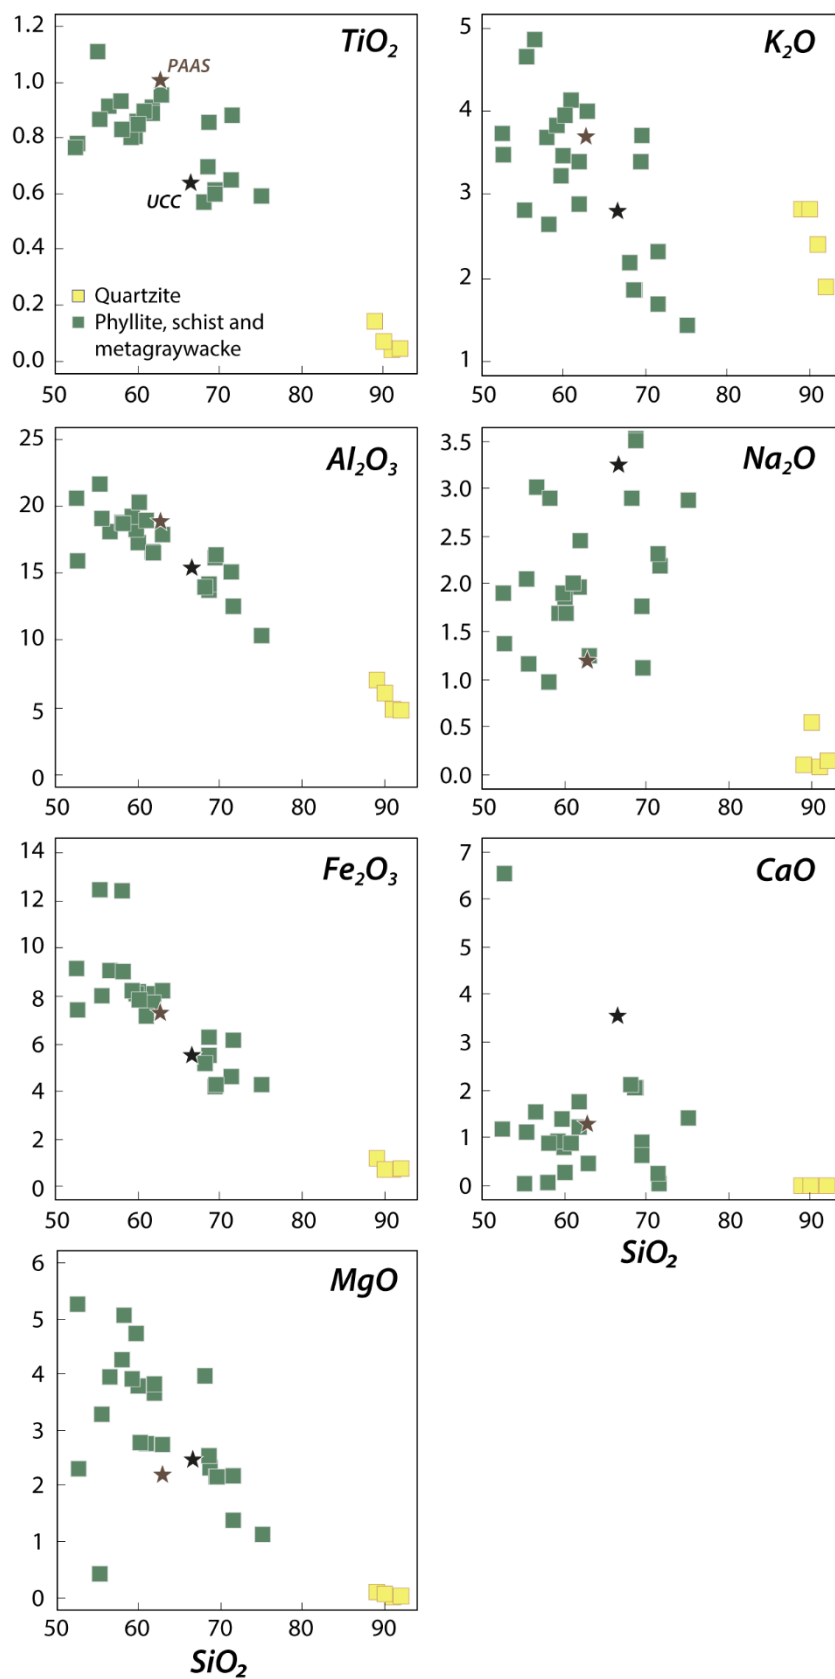 TiO₂
1.2
1.0
0.8
0.6
0.4
0.2
0.0
PAAS
UCC
Quartzite
Phyllite, schist and
metagraywacke
50 60 70 80 90
K₂O
5
4
3
2
1
50 60 70 80 90
Al₂O₃
25
20
15
10
5
0
50 60 70 80 90
Na₂O
3.5
3.0
2.5
2.0
1.5
1.0
0.5
0.0
50 60 70 80 90
Fe₂O₃
14
12
10
8
6
4
2
0
50 60 70 80 90
CaO
7
6
5
4
3
2
1
0
50 60 70 80 90
SiO₂
MgO
6
5
4
3
2
1
0
50 60 70 80 90
SiO₂